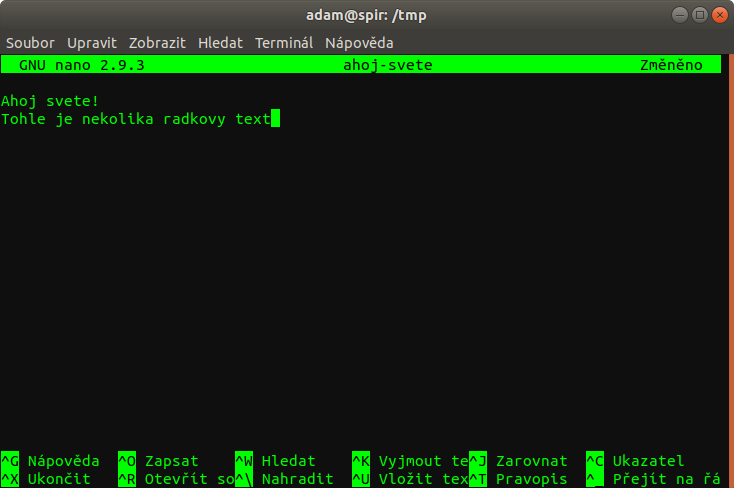 adam@spir: /tmp
Soubor Upravit Zobrazit Hledat Terminál Nápověda
GNU nano 2.9.3 ahoj-svete Změněno
Ahoj svete!
Tohle je nekolika radkovy text
^G Nápověda ^O Zapsat ^W Hledat ^K Vyjmout te^J Zarovnat ^C Ukazatel
^X Ukončit ^R Otevřít so^\ Nahradit ^U Vložit tex^T Pravopis ^_ Přejít na řá